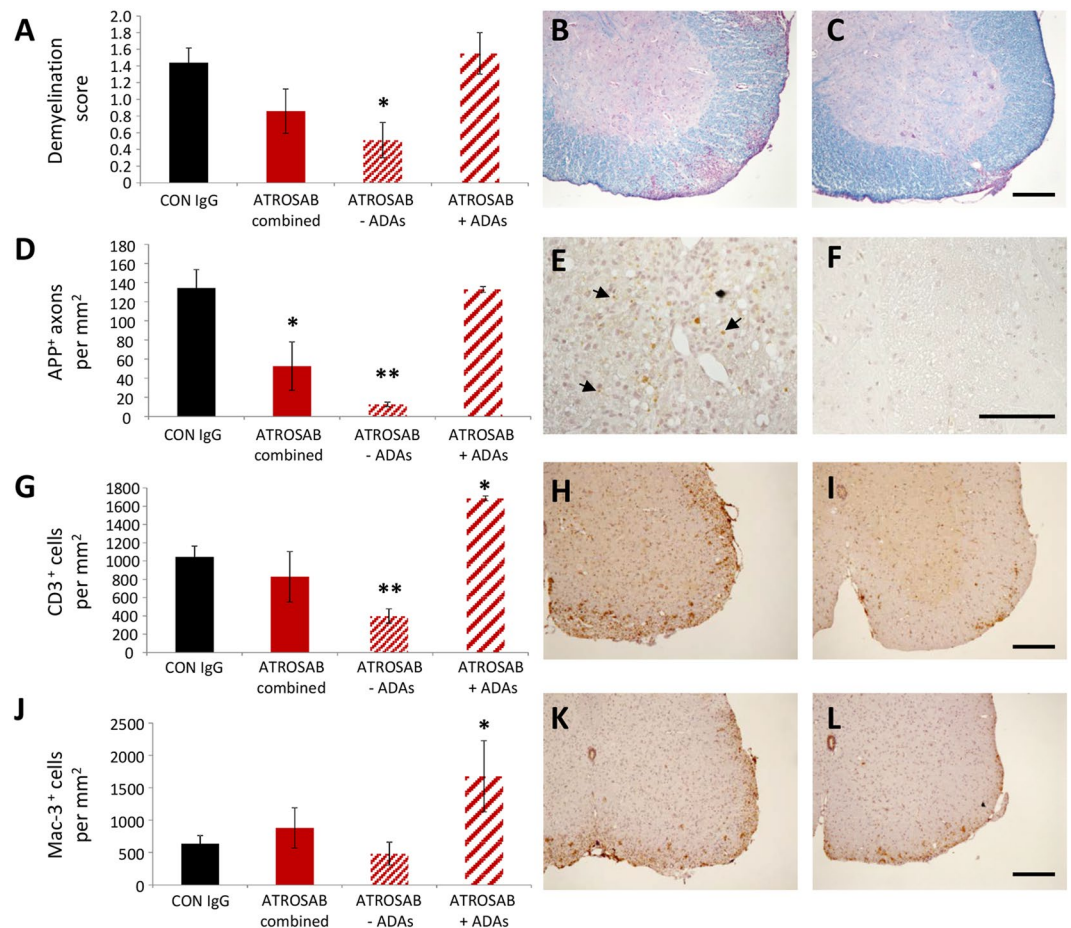 A
Demyelination
score
2.0
1.8
1.6
1.4
1.2
1.0
0.8
0.6
0.4
0.2
0
*
CON IgG
ATROSAB
combined
ATROSAB
- ADAs
ATROSAB
+ ADAs
B
C
D
APP⁺ axons
per mm²
180
160
140
120
100
80
60
40
20
0
*
**
CON IgG
ATROSAB
combined
ATROSAB
- ADAs
ATROSAB
+ ADAs
E
F
G
CD3⁺ cells
per mm²
1800
1600
1400
1200
1000
800
600
400
200
0
**
*
CON IgG
ATROSAB
combined
ATROSAB
- ADAs
ATROSAB
+ ADAs
H
I
J
Mac-3⁺ cells
per mm²
2500
2000
1500
1000
500
0
*
CON IgG
ATROSAB
combined
ATROSAB
- ADAs
ATROSAB
+ ADAs
K
L